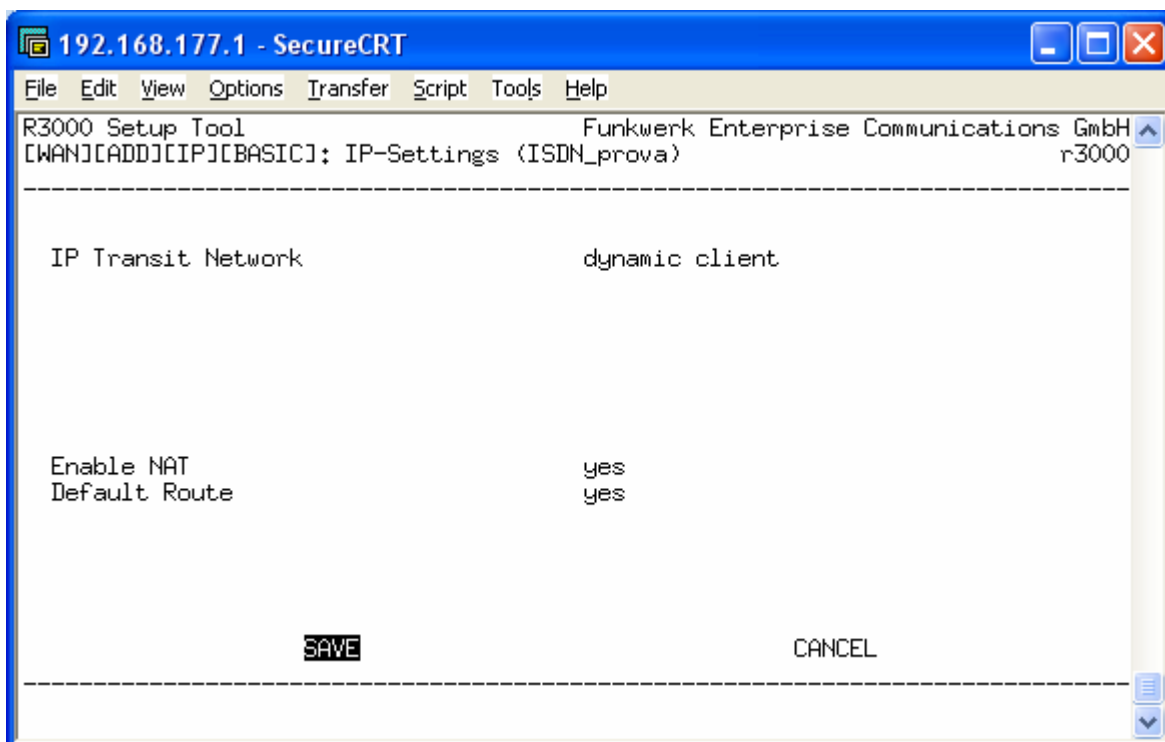 192.168.177.1 - SecureCRT
File Edit View Options Transfer Script Tools Help
R3000 Setup Tool Funkwerk Enterprise Communications GmbH
[WAN][ADD][IP][BASIC]: IP-Settings (ISDN_prova) r3000
IP Transit Network dynamic client
Enable NAT yes
Default Route yes
SAVE CANCEL